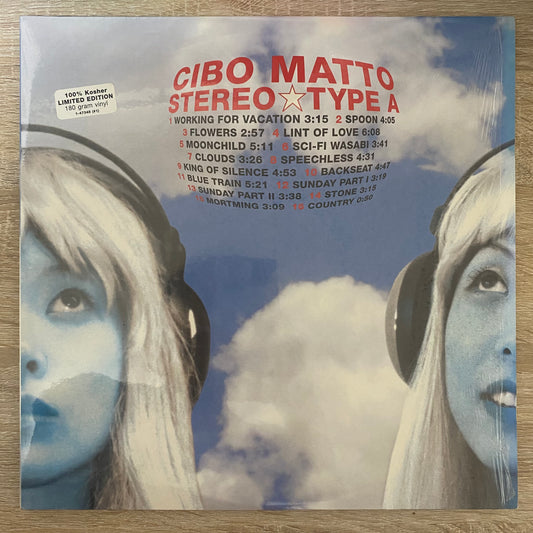 100% Kosher
LIMITED EDITION
180 gram vinyl
1-47345 (#1)
CIBO MATTO
STEREO☆TYPE A
1 WORKING FOR VACATION 3:15 2 SPOON 4:05
3 FLOWERS 2:57 4 LINT OF LOVE 6:08
5 MOONCHILD 5:11 6 SCI-FI WASABI 3:41
7 CLOUDS 3:26 8 SPEECHLESS 4:31
9 KING OF SILENCE 4:53 10 BACKSEAT 4:47
11 BLUE TRAIN 5:21 12 SUNDAY PART I 3:19
13 SUNDAY PART II 3:38 14 STONE 3:15
15 MORTMING 3:09 16 COUNTRY 0:50